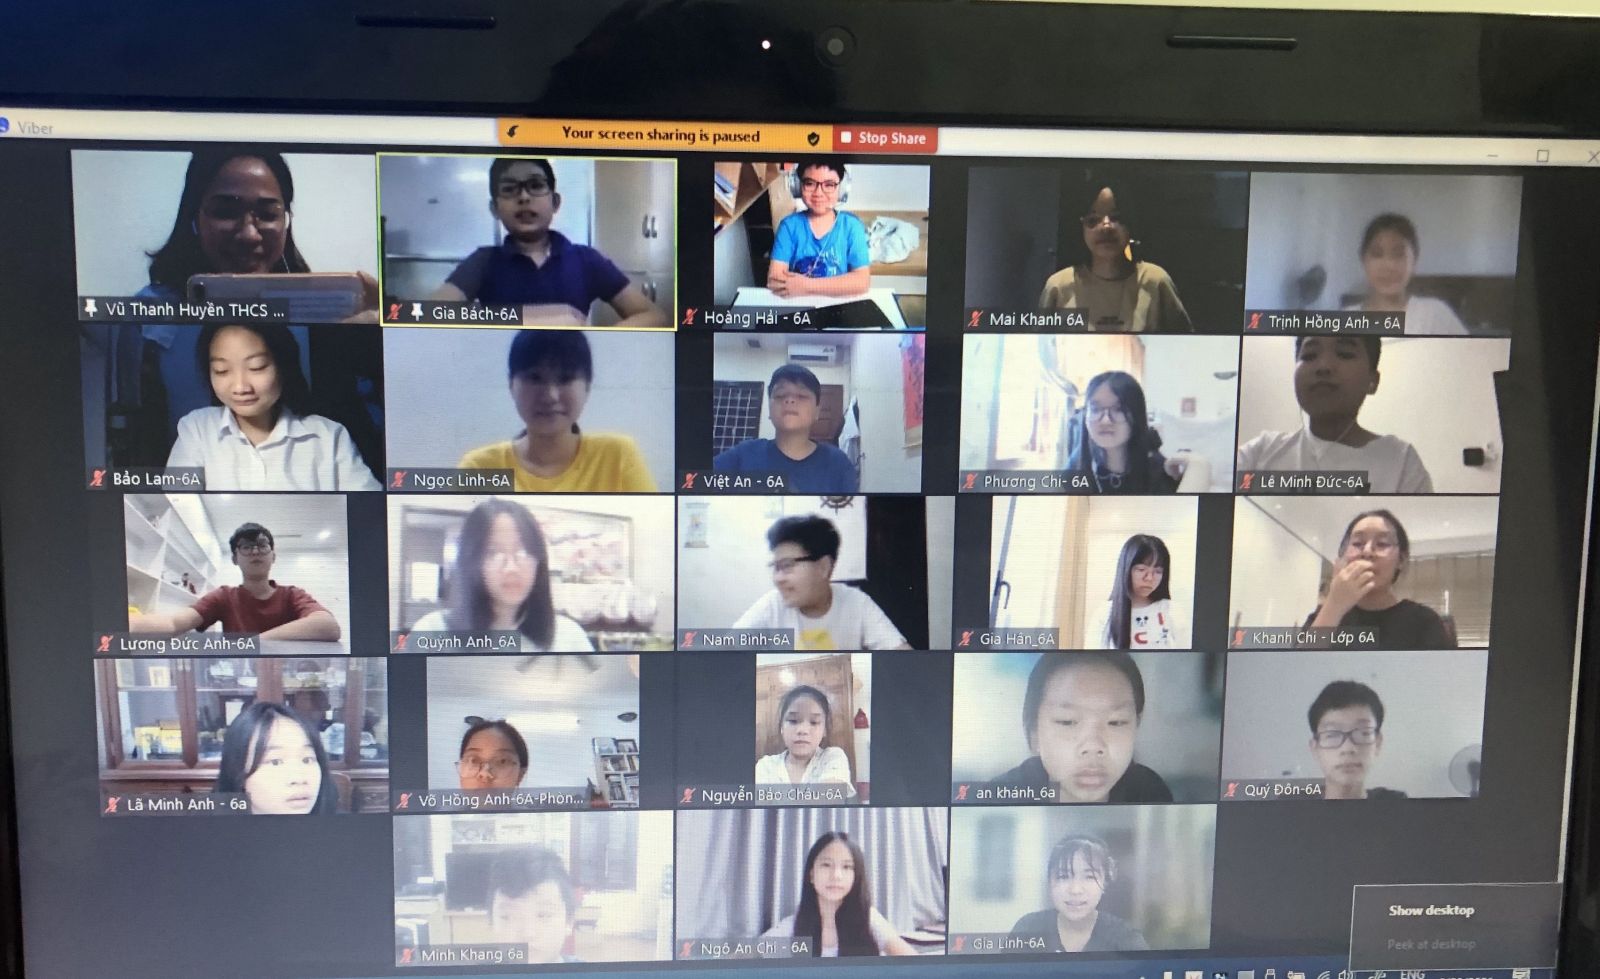 Viber
Your screen sharing is paused
Stop Share
Vũ Thanh Huyền THCS ...
Gia Bách-6A
Hoàng Hải - 6A
Mai Khanh 6A
Trịnh Hồng Anh - 6A
Bảo Lam-6A
Ngọc Linh-6A
Việt An - 6A
Phương Chi- 6A
Lê Minh Đức-6A
Lương Đức Anh-6A
Quỳnh Anh_6A
Nam Bình-6A
Gia Hân_6A
Khanh Chi - Lớp 6A
Lã Minh Anh - 6a
Võ Hồng Anh-6A-Phòn...
Nguyễn Bảo Châu-6A
an khánh_6a
Quý Đôn-6A
Minh Khang 6a
Ngô An Chi - 6A
Gia Linh-6A
Show desktop
Peek at desktop
ENG